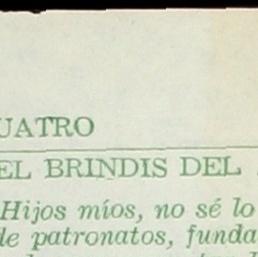 UATRO
EL BRINDIS DEL
Hijos míos, no sé lo
de patronatos, funda